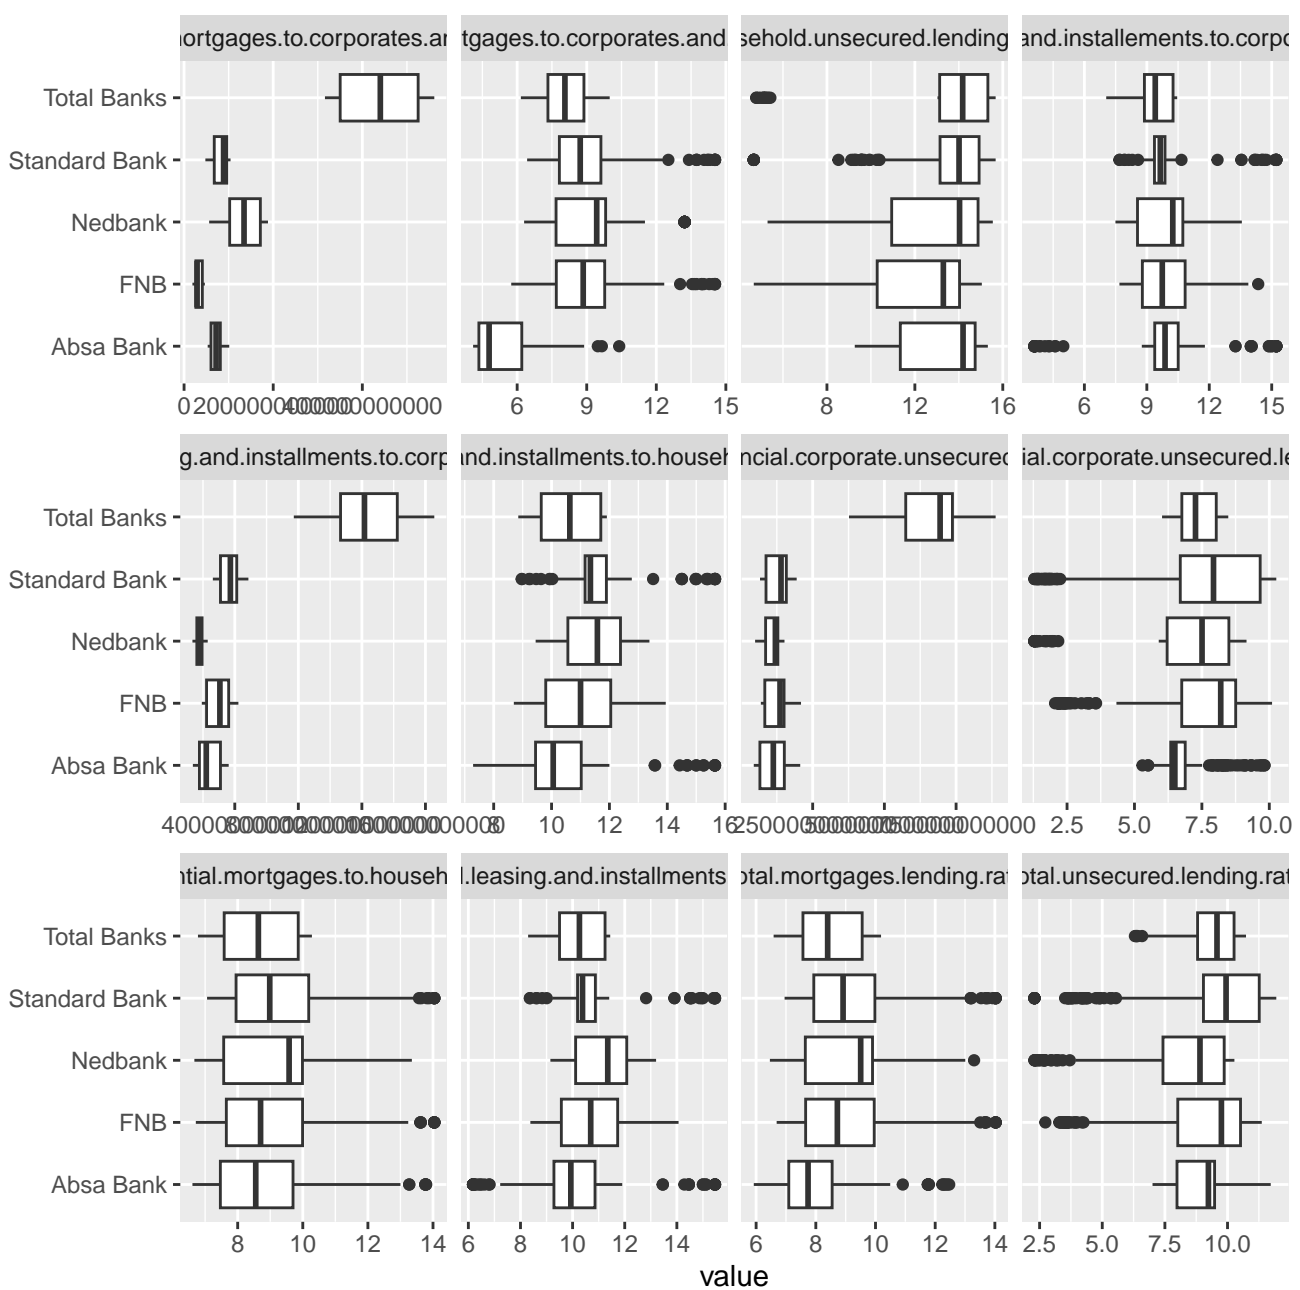 ortgages.to.corporates.ar
tgages.to.corporates.and
sehold.unsecured.lending
and.installements.to.corpo
Total Banks
Standard Bank
Nedbank
FNB
Absa Bank
6 9 12 15
8 12 16
6 9 12 15
g.and.installments.to.corp
and.installments.to.househ
ncial.corporate.unsecured
ial.corporate.unsecured.le
Total Banks
Standard Bank
Nedbank
FNB
Absa Bank
8 10 12 14 16
2.5 5.0 7.5 10.0
ntial.mortgages.to.househ
l.leasing.and.installments
otal.mortgages.lending.rat
otal.unsecured.lending.rat
Total Banks
Standard Bank
Nedbank
FNB
Absa Bank
8 10 12 14
6 8 10 12 14
6 8 10 12 14
2.5 5.0 7.5 10.0
value